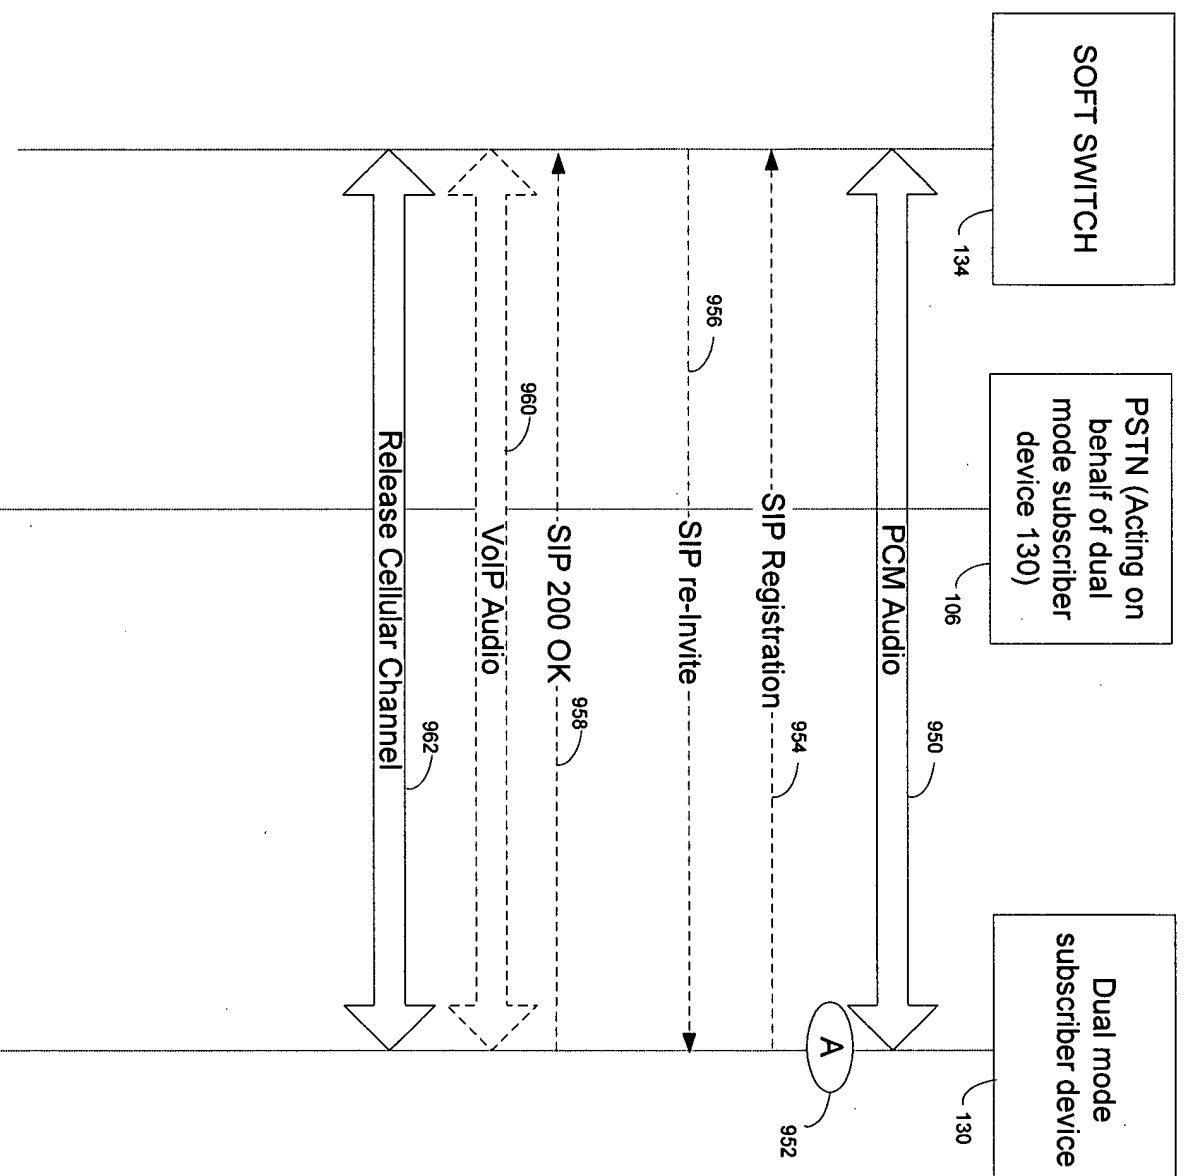 SOFT SWITCH
134
PSTN (Acting on
behalf of dual
mode subscriber
device 130)
106
Dual mode
subscriber device
130
PCM Audio
950
A
952
SIP Registration
954
956
SIP re-Invite
SIP 200 OK
958
960
VoIP Audio
Release Cellular Channel
962